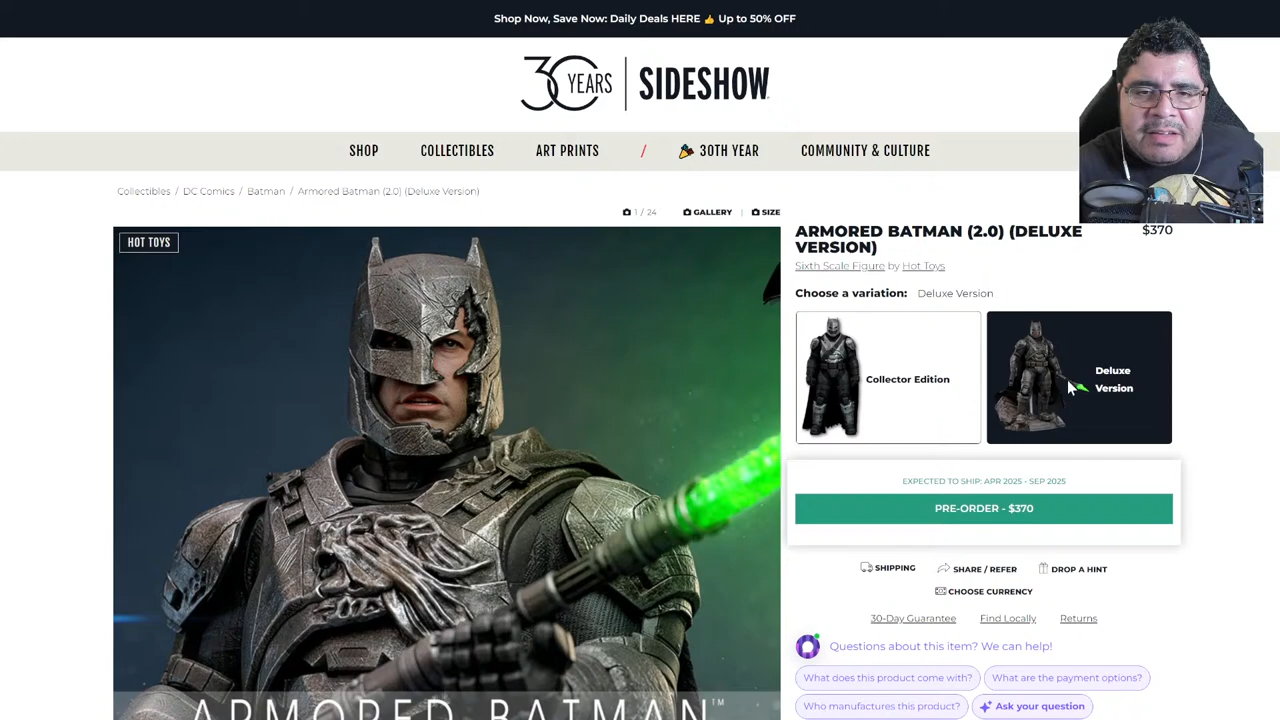 Shop Now, Save Now: Daily Deals HERE 👍 Up to 50% OFF
30 YEARS SIDESHOW
SHOP COLLECTIBLES ART PRINTS / 30TH YEAR COMMUNITY & CULTURE
Collectibles / DC Comics / Batman / Armored Batman (2.0) (Deluxe Version)
1 / 24 GALLERY | SIZE
HOT TOYS
ARMORED BATMAN (2.0) (DELUXE VERSION) $370
Sixth Scale Figure by Hot Toys
Choose a variation: Deluxe Version
Collector Edition
Deluxe
Version
EXPECTED TO SHIP: APR 2025 - SEP 2025
PRE-ORDER - $370
SHIPPING SHARE / REFER DROP A HINT
CHOOSE CURRENCY
30-Day Guarantee Find Locally Returns
Questions about this item? We can help!
What does this product come with? What are the payment options?
Who manufactures this product? Ask your question
ARMORED BATMAN™